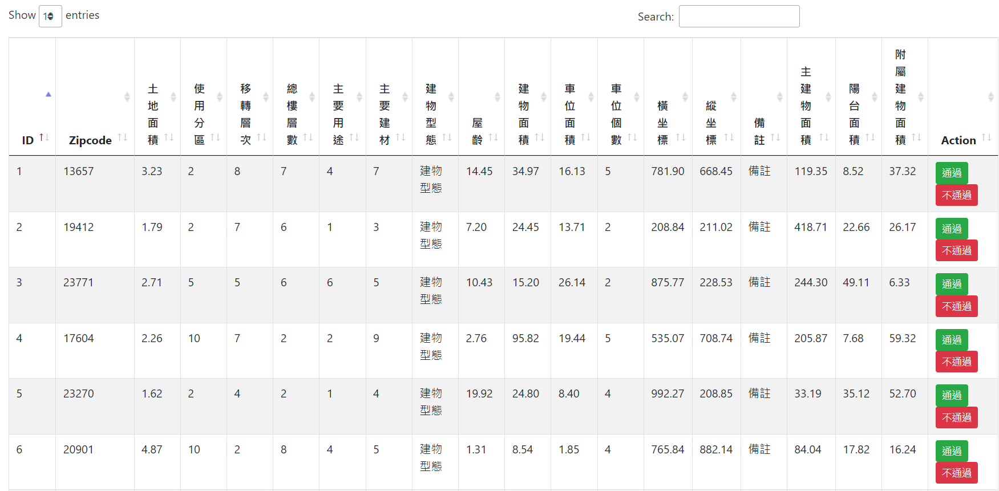 Show 10 entries
Search:
ID Zipcode 土地面積 使用分區 移轉層次 總樓層數 主要用途 主要建材 建物型態 屋齡 建物面積 車位面積 車位個數 橫坐標 縱坐標 備註 主建物面積 陽台面積 附屬建物面積 Action
1 13657 3.23 2 8 7 4 7 建物型態 14.45 34.97 16.13 5 781.90 668.45 備註 119.35 8.52 37.32 通過 不通過
2 19412 1.79 2 7 6 1 3 建物型態 7.20 24.45 13.71 2 208.84 211.02 備註 418.71 22.66 26.17 通過 不通過
3 23771 2.71 5 5 6 6 5 建物型態 10.43 15.20 26.14 2 875.77 228.53 備註 244.30 49.11 6.33 通過 不通過
4 17604 2.26 10 7 2 2 9 建物型態 2.76 95.82 19.44 5 535.07 708.74 備註 205.87 7.68 59.32 通過 不通過
5 23270 1.62 2 4 2 1 4 建物型態 19.92 24.80 8.40 4 992.27 208.85 備註 33.19 35.12 52.70 通過 不通過
6 20901 4.87 10 2 8 4 5 建物型態 1.31 8.54 1.85 4 765.84 882.14 備註 84.04 17.82 16.24 通過 不通過